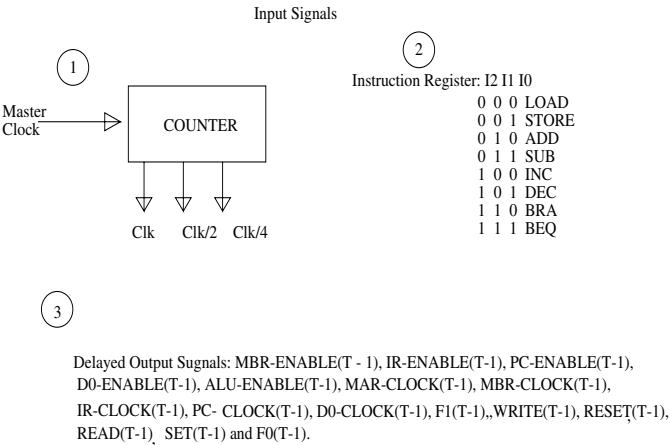 Input Signals
1
2
Instruction Register: I2 I1 I0
Master
Clock
COUNTER
0 0 0 LOAD
0 0 1 STORE
0 1 0 ADD
0 1 1 SUB
1 0 0 INC
1 0 1 DEC
1 1 0 BRA
1 1 1 BEQ
Clk Clk/2 Clk/4
3
Delayed Output Sugnals: MBR-ENABLE(T - 1), IR-ENABLE(T-1), PC-ENABLE(T-1),
D0-ENABLE(T-1), ALU-ENABLE(T-1), MAR-CLOCK(T-1), MBR-CLOCK(T-1),
IR-CLOCK(T-1), PC- CLOCK(T-1), D0-CLOCK(T-1), F1(T-1),,WRITE(T-1), RESET(T-1),
READ(T-1), SET(T-1) and F0(T-1).